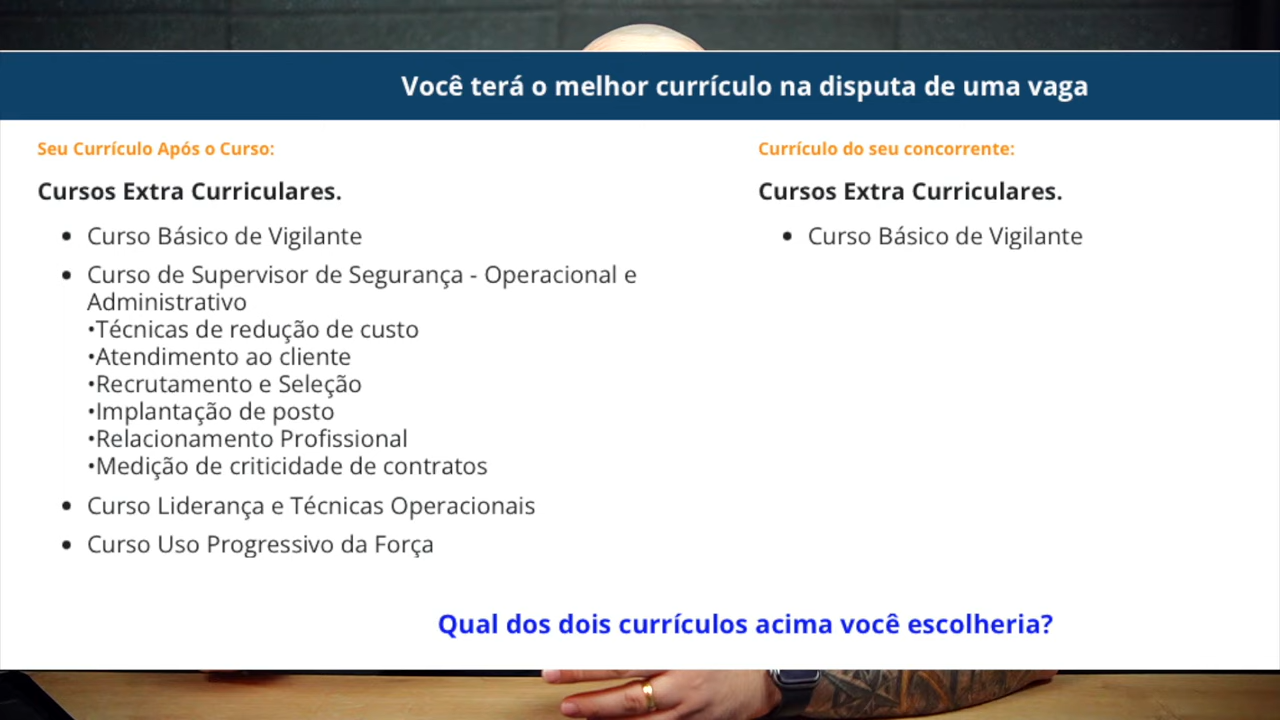 Você terá o melhor currículo na disputa de uma vaga
Seu Currículo Após o Curso:
Cursos Extra Curriculares.
• Curso Básico de Vigilante
• Curso de Supervisor de Segurança - Operacional e
Administrativo
•Técnicas de redução de custo
•Atendimento ao cliente
•Recrutamento e Seleção
•Implantação de posto
•Relacionamento Profissional
•Medição de criticidade de contratos
• Curso Liderança e Técnicas Operacionais
• Curso Uso Progressivo da Força
Currículo do seu concorrente:
Cursos Extra Curriculares.
• Curso Básico de Vigilante
Qual dos dois currículos acima você escolheria?